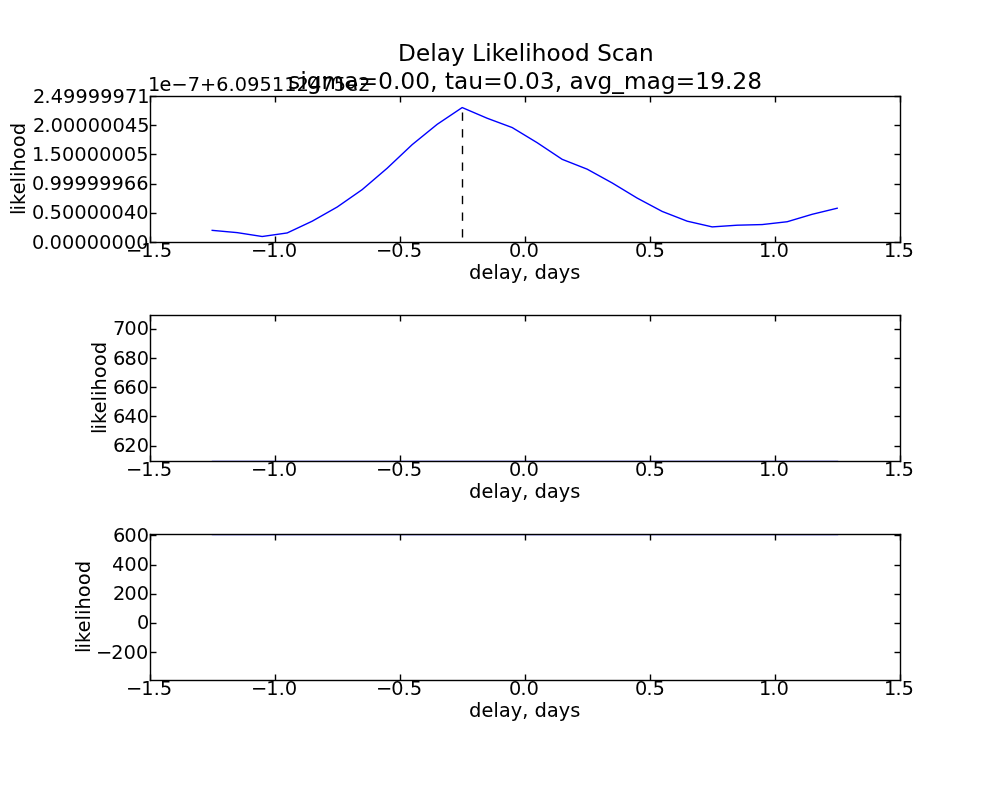 Delay Likelihood Scan
sigma=0.00, tau=0.03, avg_mag=19.28
2.49999971
2.00000045
1.50000005
0.99999966
0.50000040
0.00000000
likelihood
−1.5 −1.0 −0.5 0.0 0.5 1.0 1.5
delay, days
700
680
660
640
620
likelihood
−1.5 −1.0 −0.5 0.0 0.5 1.0 1.5
delay, days
600
400
200
0
−200
likelihood
−1.5 −1.0 −0.5 0.0 0.5 1.0 1.5
delay, days